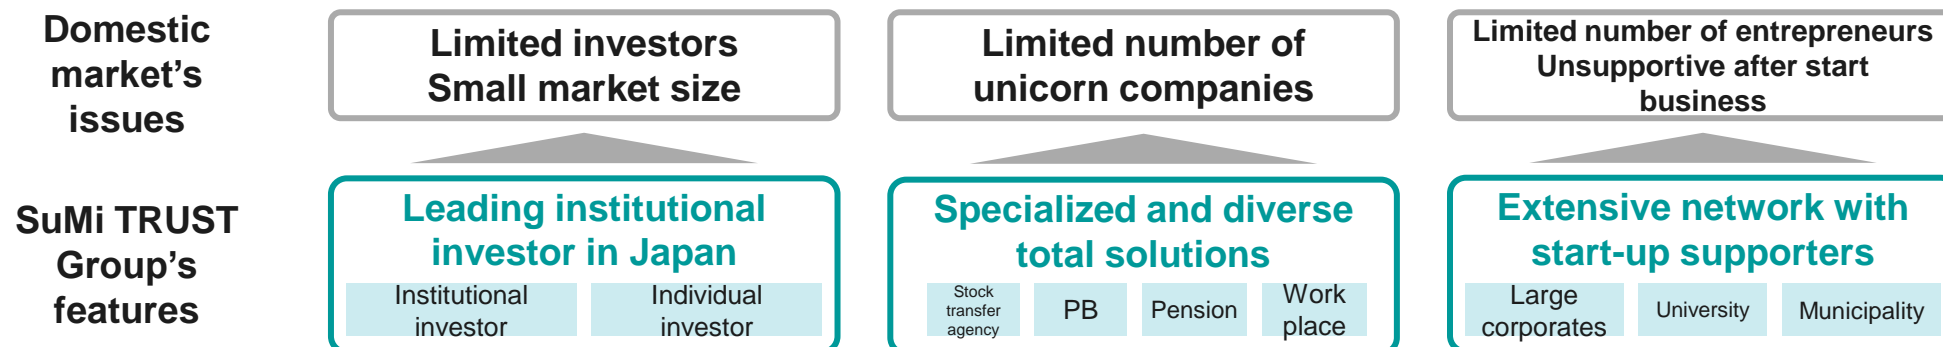 Domestic
market's
issues
Limited investors
Small market size
Limited number of
unicorn companies
Limited number of entrepreneurs
Unsupportive after start
business
SuMi TRUST
Group's
features
Leading institutional
investor in Japan
Institutional
investor
Individual
investor
Specialized and diverse
total solutions
Stock
transfer
agency
PB
Pension
Work
place
Extensive network with
start-up supporters
Large
corporates
University
Municipality